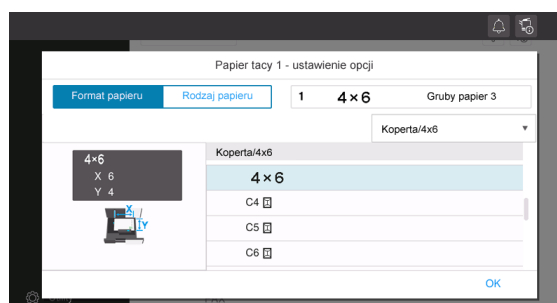 Papier tacy 1 - ustawienie opcji
Format papieru Rodzaj papieru 1 4×6 Gruby papier 3
Koperta/4x6
4×6
X 6
Y 4
X
Y
Koperta/4x6
4×6
C4
C5
C6
OK
Utility